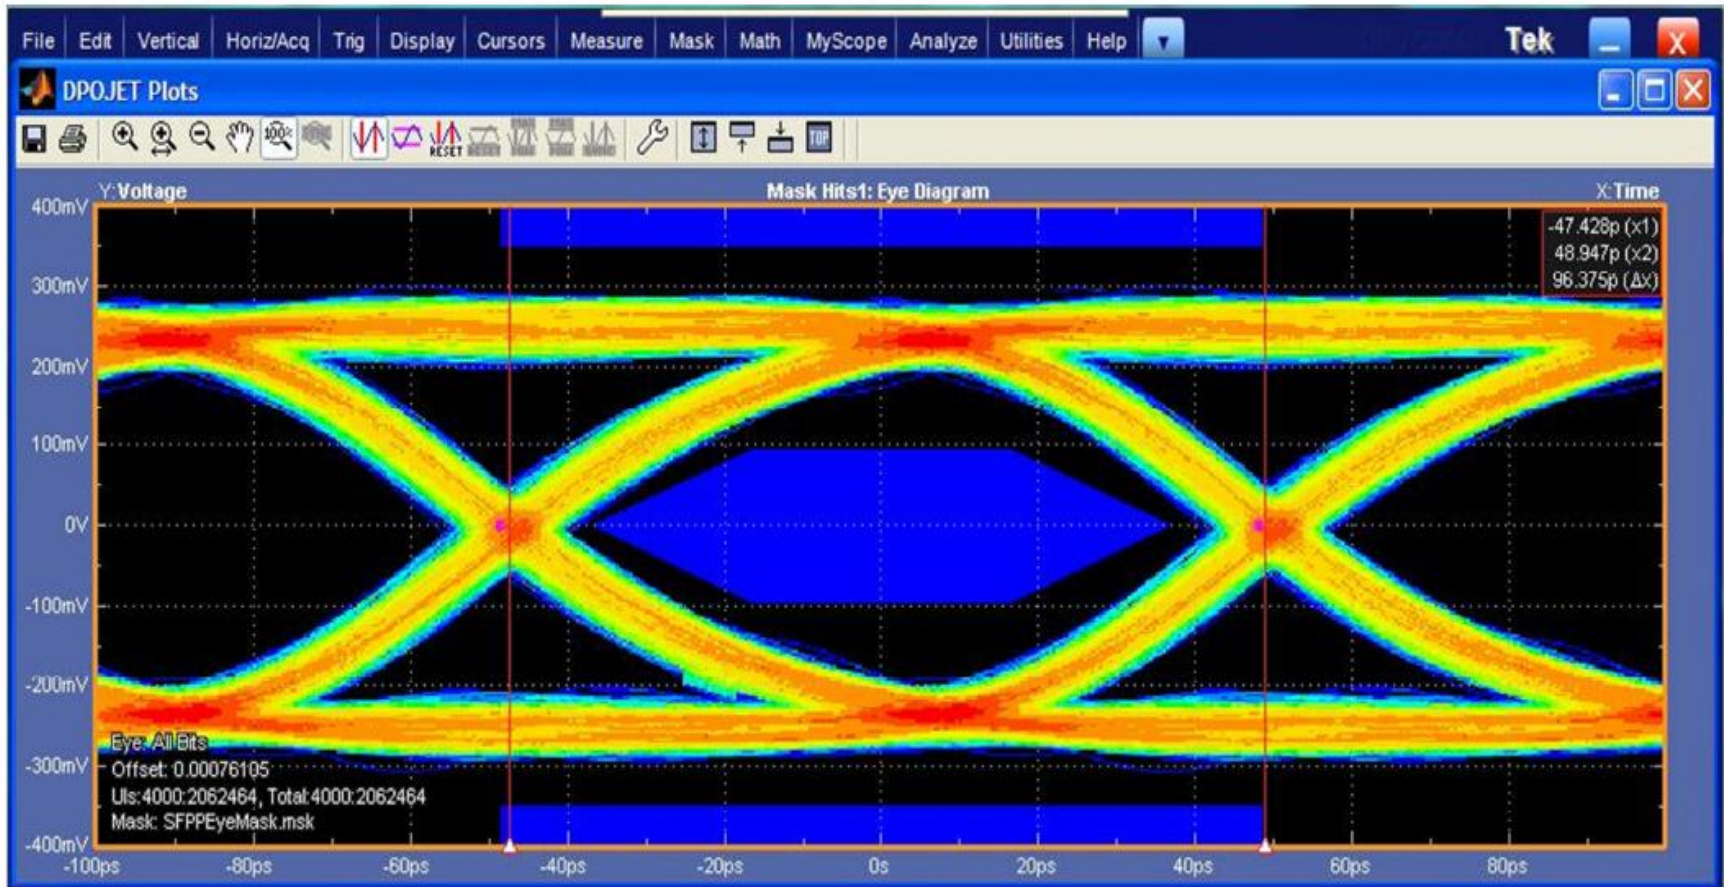 File Edit Vertical Horiz/Acq Trig Display Cursors Measure Mask Math MyScope Analyze Utilities Help Tek X
DPOJET Plots
100% RESET TOP
Y:Voltage Mask Hits1: Eye Diagram X:Time
400mV
-47.428p (x1)
48.947p (x2)
96.375p (Δx)
300mV
200mV
100mV
0V
-100mV
-200mV
-300mV
-400mV
Eye: All Bits
Offset: 0.00076105
UIs:4000:2062464, Total:4000:2062464
Mask: SFPPEyeMask.msk
-100ps -80ps -60ps -40ps -20ps 0s 20ps 40ps 60ps 80ps